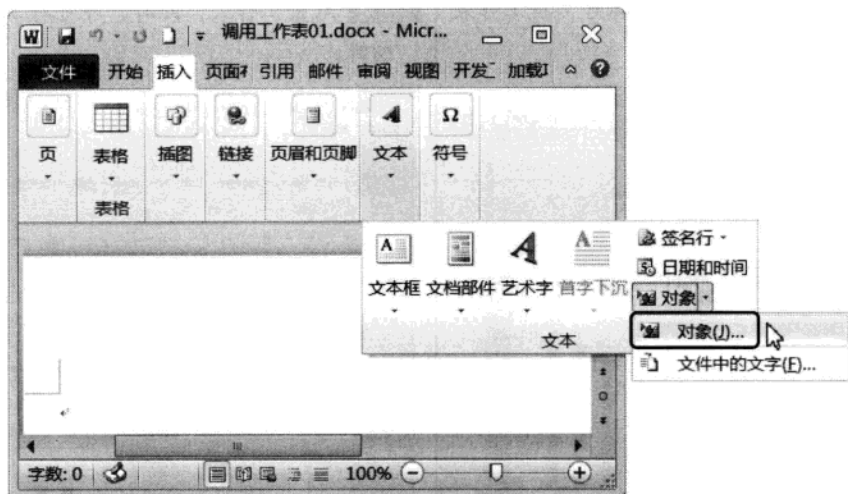 调用工作表01.docx - Micr...
文件 开始 插入 页面 引用 邮件 审阅 视图 开发 加载
页 表格 插图 链接 页眉和页脚 文本 符号
表格
文本框 文档部件 艺术字 首字下沉
签名行
日期和时间
对象
文本
对象(J)...
文件中的文字(F)...
字数: 0 100%